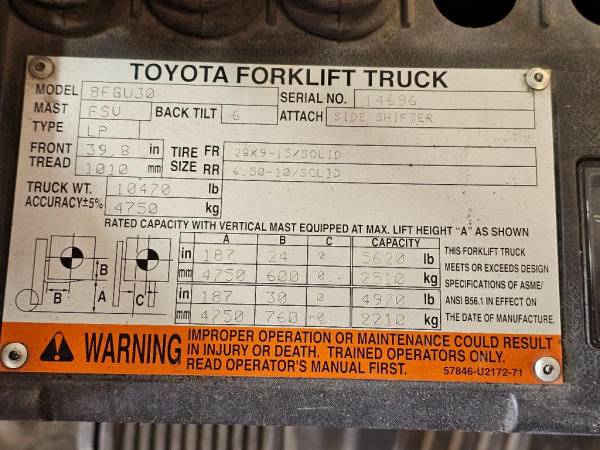 TOYOTA FORKLIFT TRUCK
MODEL 8FGU30 SERIAL NO. 14696
MAST FSV BACK TILT 6 ATTACH SIDE SHIFTER
TYPE LP
FRONT TREAD 39.8 in TIRE SIZE FR 28X9-15/SOLID
1010 mm RR 6.50-10/SOLID
TRUCK WT. 10470 lb
ACCURACY±5% 4750 kg
RATED CAPACITY WITH VERTICAL MAST EQUIPPED AT MAX. LIFT HEIGHT "A" AS SHOWN
A B C CAPACITY
in 187 24 0 5620 lb
mm 4750 600 0 2510 kg
in 187 30 0 4970 lb
mm 4750 760 0 2210 kg
B A C
B
THIS FORKLIFT TRUCK
MEETS OR EXCEEDS DESIGN
SPECIFICATIONS OF ASME/
ANSI B56.1 IN EFFECT ON
THE DATE OF MANUFACTURE.
WARNING
IMPROPER OPERATION OR MAINTENANCE COULD RESULT
IN INJURY OR DEATH. TRAINED OPERATORS ONLY.
READ OPERATOR'S MANUAL FIRST.
57846-U2172-71